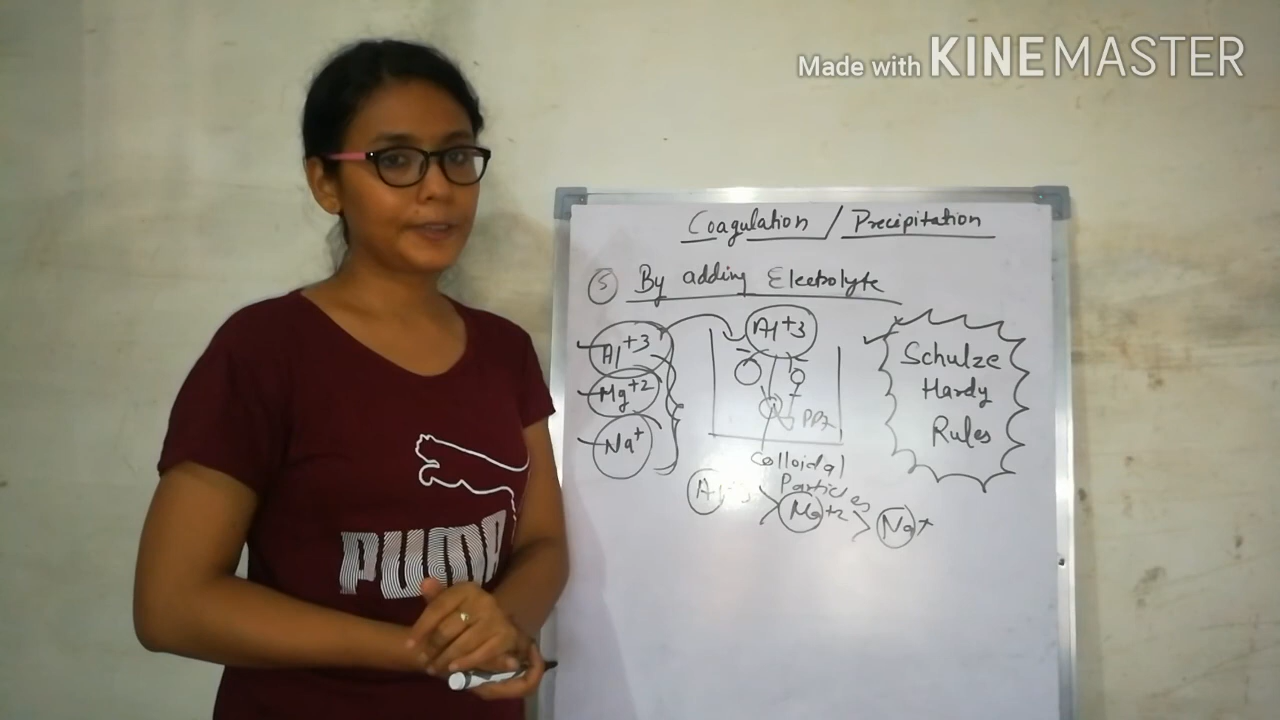 Made with KINEMASTER
Coagulation / Precipitation
5 By adding Electrolyte
Al+3
Mg+2
Na+
Al+3
PPt
Colloidal
Particles
Schulze
Hardy
Rules
Al+3 > Mg+2 > Na+
PUMA